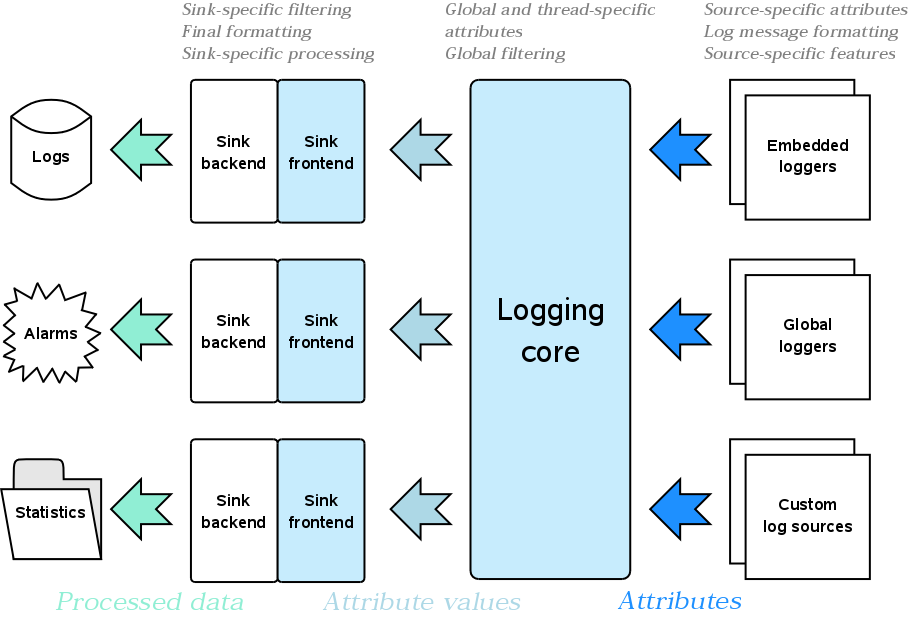 Sink-specific filtering
Final formatting
Sink-specific processing
Global and thread-specific
attributes
Global filtering
Source-specific attributes
Log message formatting
Source-specific features
Logs
Sink
backend
Sink
frontend
Embedded
loggers
Alarms
Sink
backend
Sink
frontend
Logging
core
Global
loggers
Statistics
Sink
backend
Sink
frontend
Custom
log sources
Processed data
Attribute values
Attributes